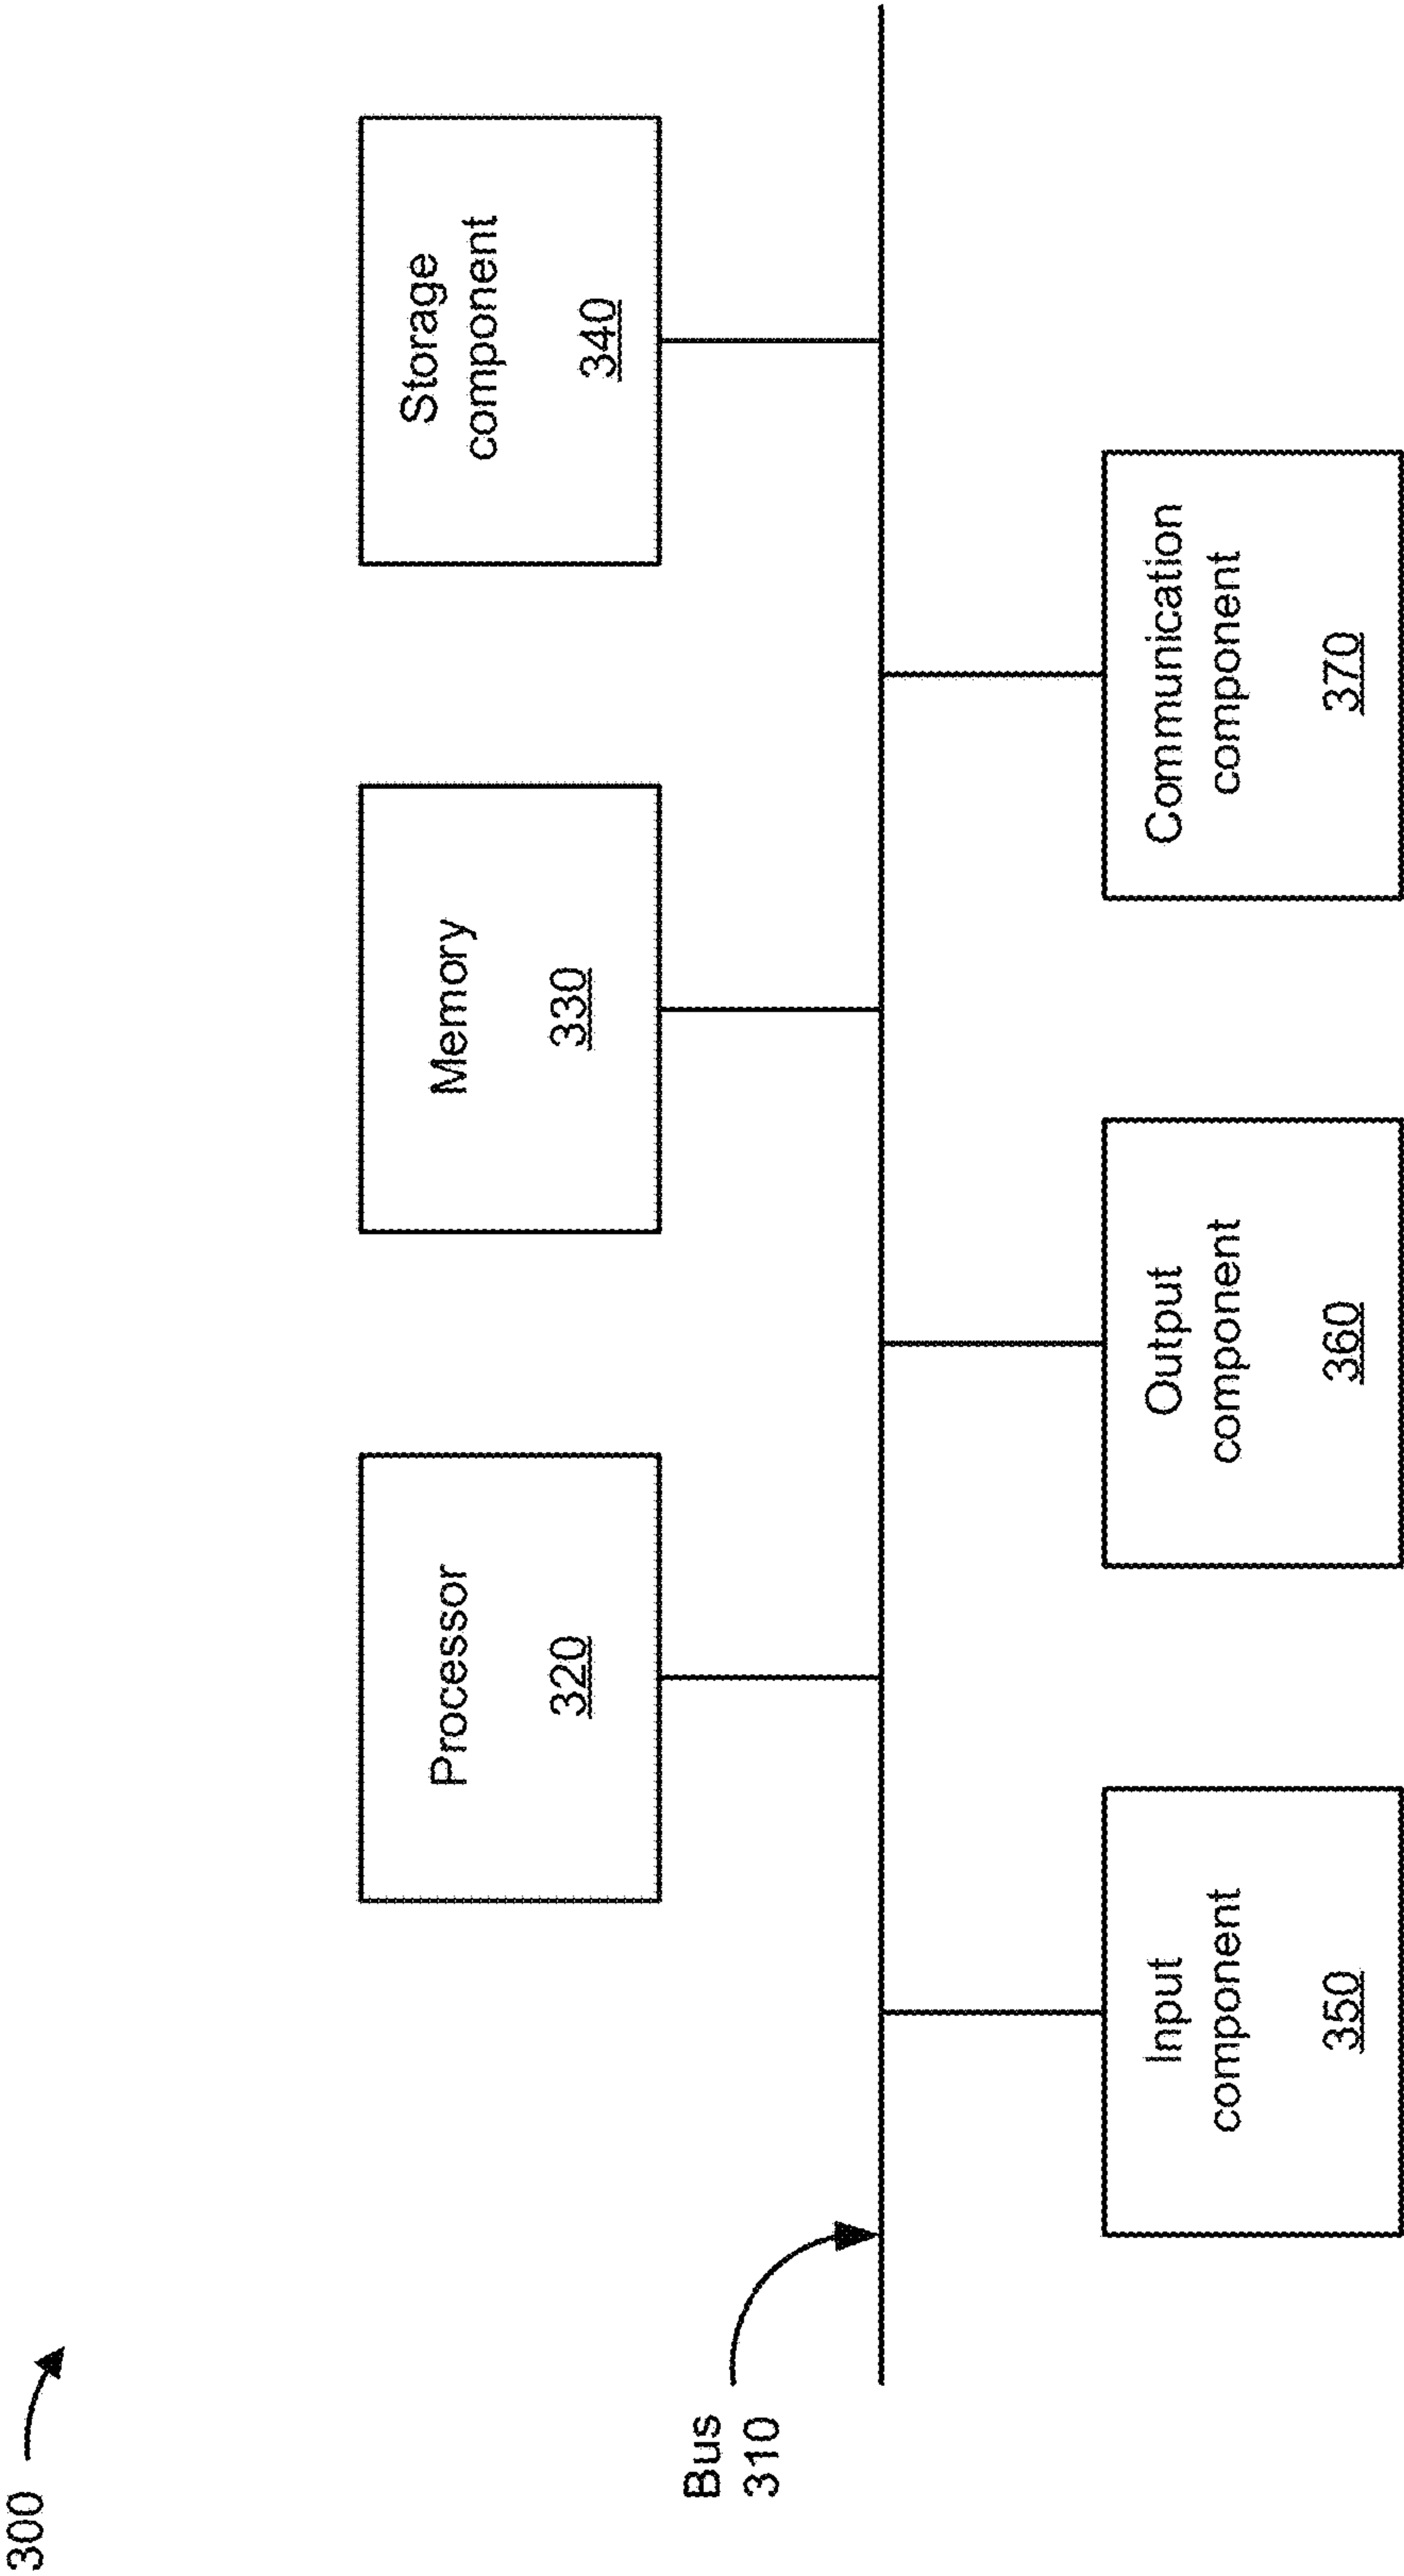 300
Processor
320
Memory
330
Storage
component
340
Bus
310
Input
component
350
Output
component
360
Communication
component
370